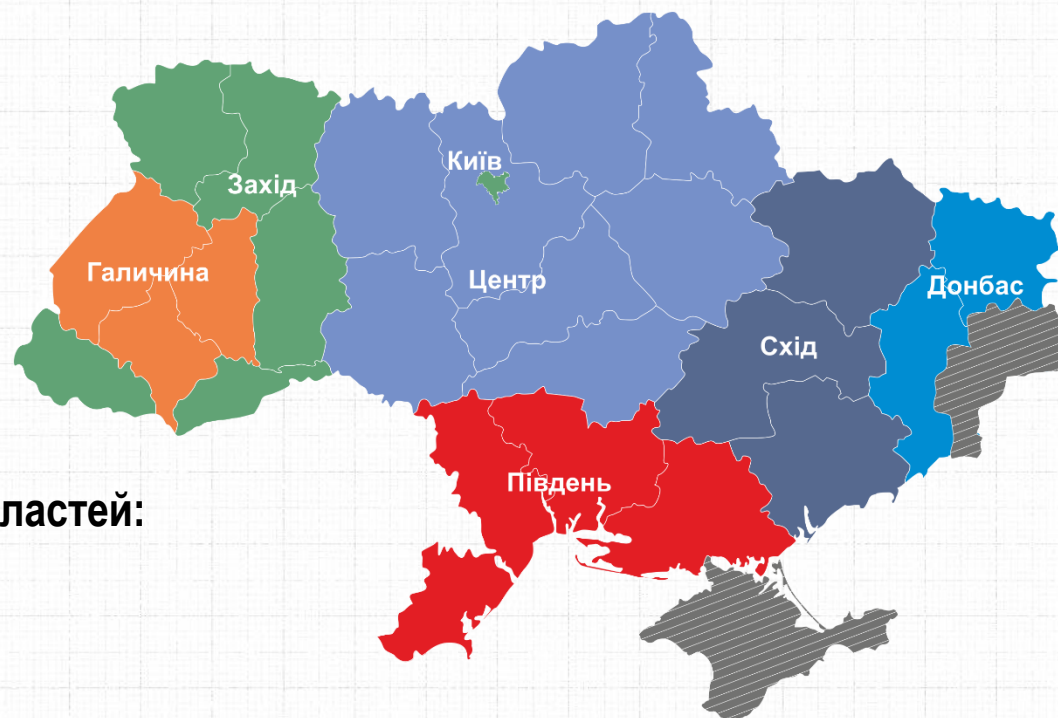 Київ
Захід
Галичина
Центр
Донбас
Схід
Південь
ластей: